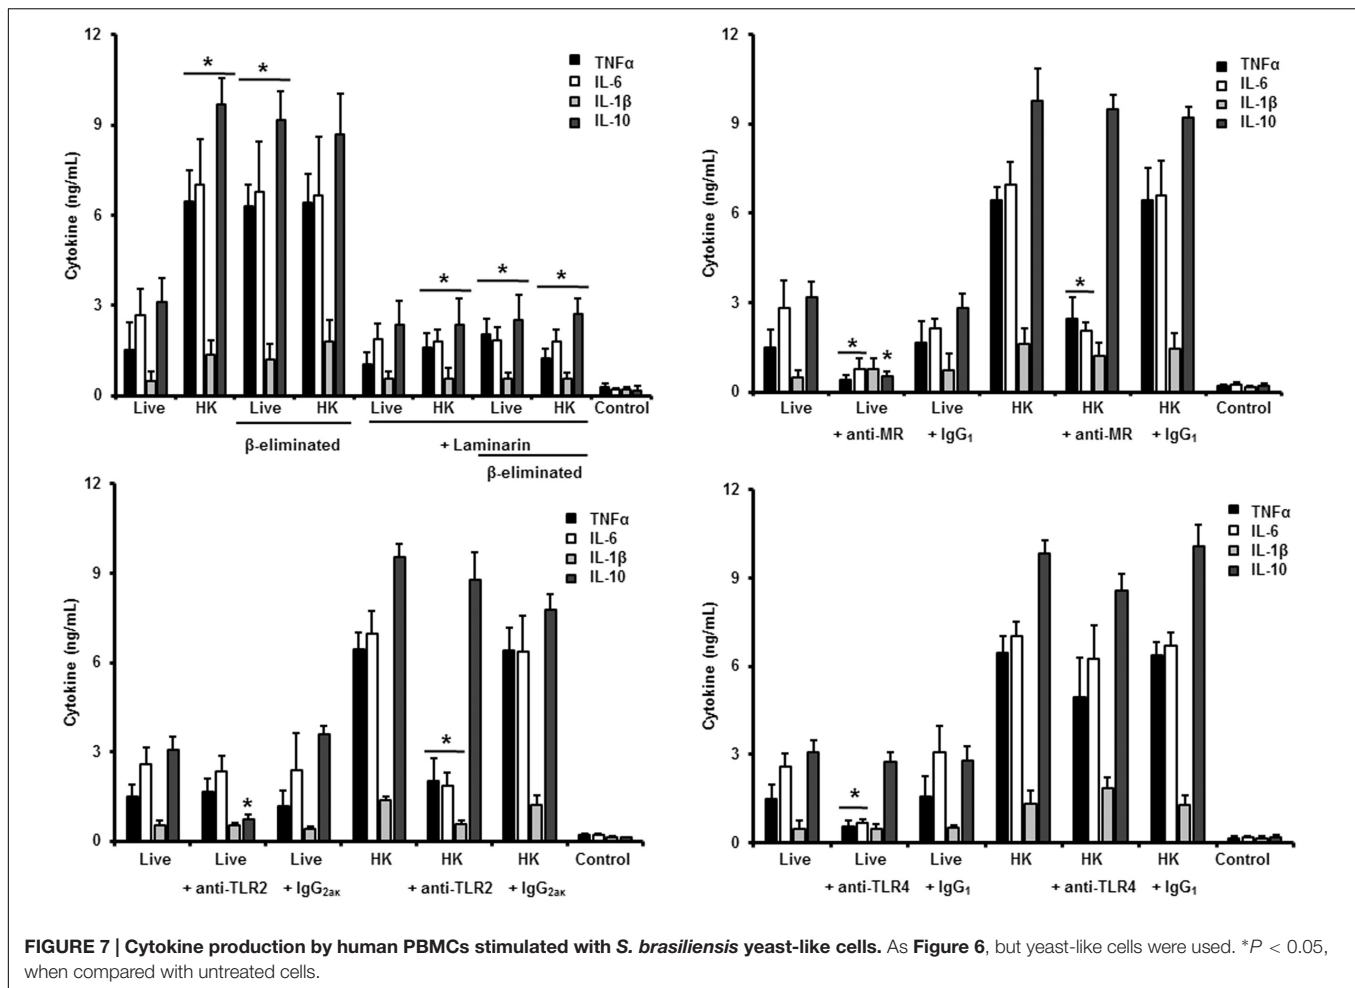 12
9
6
3
0
Cytokine (ng/mL)
TNFα
IL-6
IL-1β
IL-10
* *
* * *
Live HK Live HK Live HK Live HK Control
β-eliminated + Laminarin
β-eliminated
12
9
6
3
0
Cytokine (ng/mL)
TNFα
IL-6
IL-1β
IL-10
* * *
Live Live Live HK HK HK Control
+ anti-MR + IgG₁ + anti-MR + IgG₁
12
9
6
3
0
Cytokine (ng/mL)
TNFα
IL-6
IL-1β
IL-10
* *
Live Live Live HK HK HK Control
+ anti-TLR2 + IgG₂ₐκ + anti-TLR2 + IgG₂ₐκ
12
9
6
3
0
Cytokine (ng/mL)
TNFα
IL-6
IL-1β
IL-10
*
Live Live Live HK HK HK Control
+ anti-TLR4 + IgG₁ + anti-TLR4 + IgG₁
FIGURE 7 | Cytokine production by human PBMCs stimulated with S. brasiliensis yeast-like cells. As Figure 6, but yeast-like cells were used. *P < 0.05,
when compared with untreated cells.